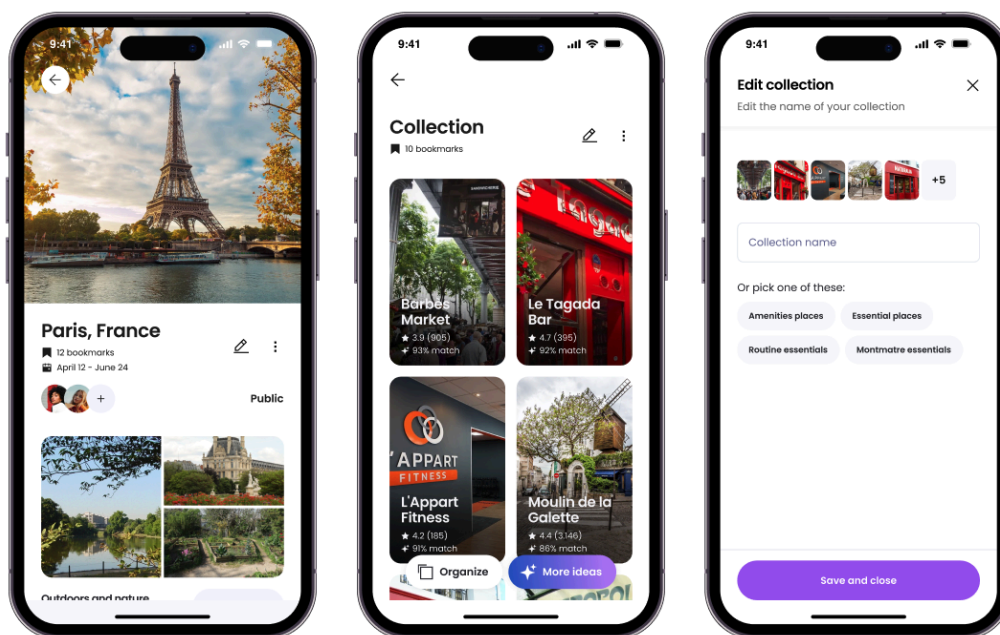 9:41
Paris, France
12 bookmarks
April 12 - June 24
+
Public
Outdoors and nature
9:41
Collection
10 bookmarks
SANDWICHERIE
Tagada
Barbès
Market
3.9 (905)
93% match
Le Tagada
Bar
4.7 (395)
92% match
'APPART
FITNESS
L'Appart
Fitness
4.2 (185)
91% match
Moulin de la
Galette
4.4 (3.146)
86% match
Organize
More ideas
9:41
Edit collection
Edit the name of your collection
+5
Collection name
Or pick one of these:
Amenities places
Essential places
Routine essentials
Montmatre essentials
Save and close